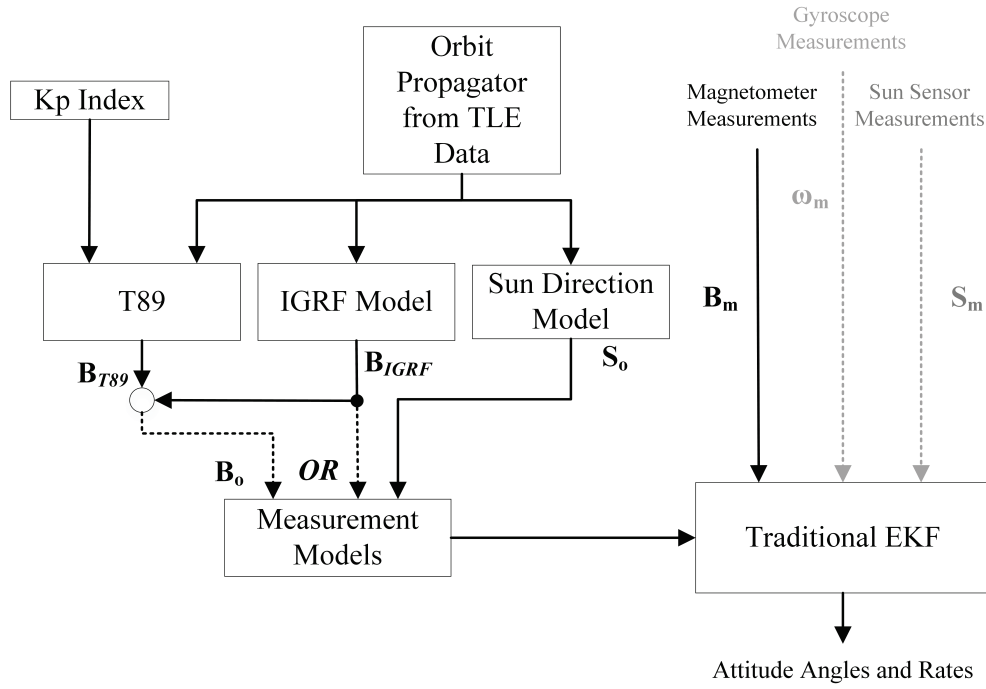 Gyroscope
Measurements
Orbit
Propagator
from TLE
Data
Kp Index
Magnetometer
Measurements
Sun Sensor
Measurements
ωm
T89
IGRF Model
Sun Direction
Model
Bm
Sm
BT89
BIGRF
So
Bo
OR
Measurement
Models
Traditional EKF
Attitude Angles and Rates